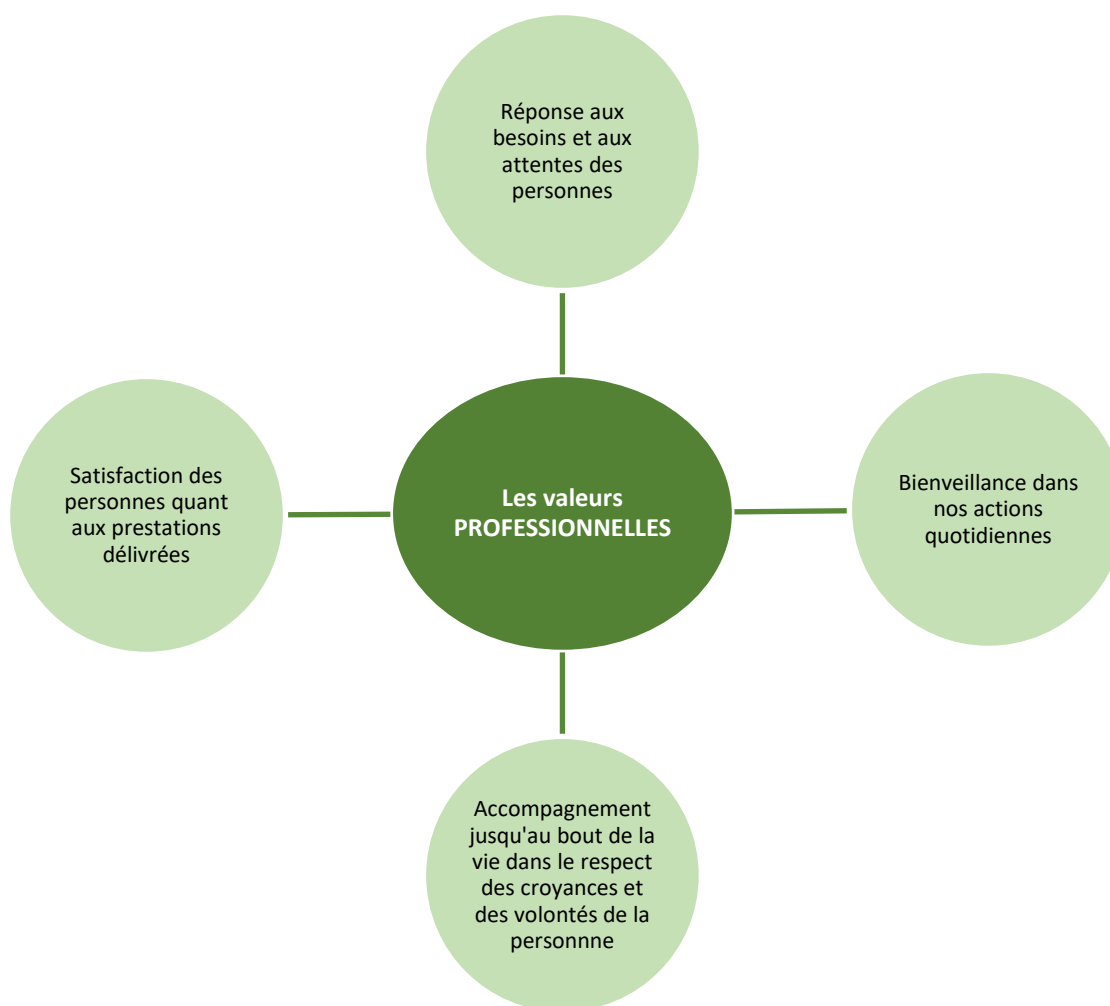 Réponse aux
besoins et aux
attentes des
personnes
Satisfaction des
personnes quant
aux prestations
délivrées
Les valeurs
PROFESSIONNELLES
Bienveillance dans
nos actions
quotidiennes
Accompagnement
jusqu'au bout de la
vie dans le respect
des croyances et
des volontés de la
personnne